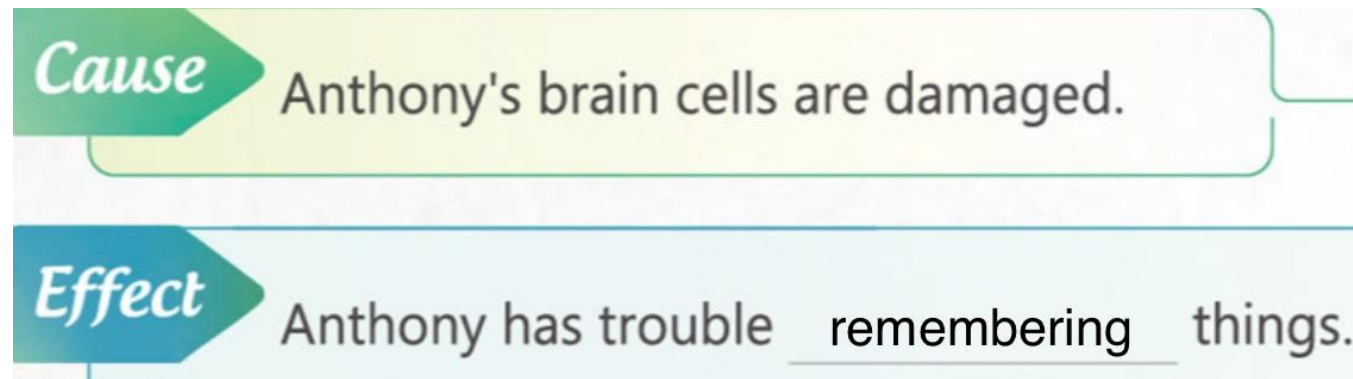 Cause
Anthony's brain cells are damaged.
Effect
Anthony has trouble remembering things.